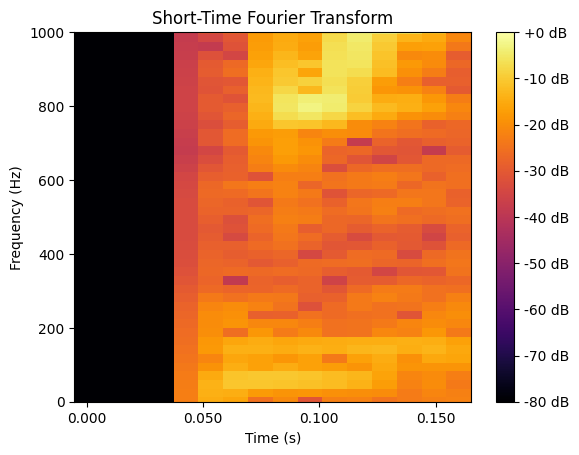 Short-Time Fourier Transform
1000
800
600
400
200
0
Frequency (Hz)
0.000
0.050
0.100
0.150
Time (s)
+0 dB
-10 dB
-20 dB
-30 dB
-40 dB
-50 dB
-60 dB
-70 dB
-80 dB